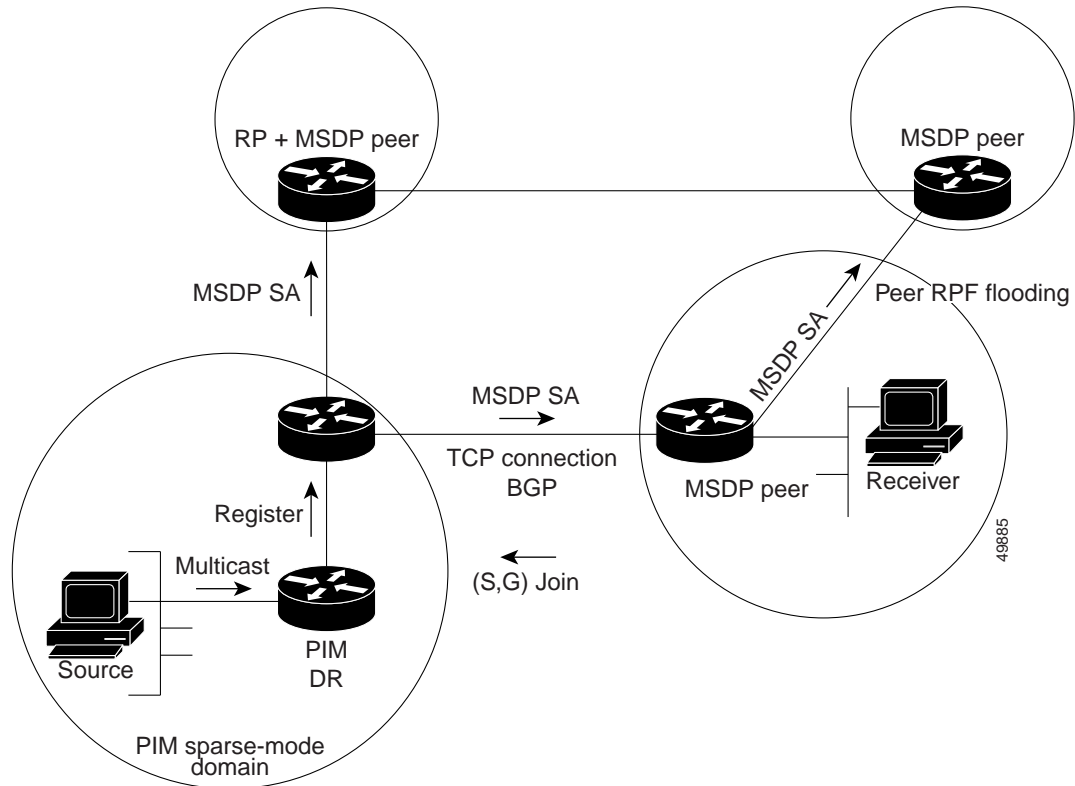 RP + MSDP peer
MSDP peer
MSDP SA
Peer RPF flooding
MSDP SA
MSDP SA
TCP connection
BGP
MSDP peer
Receiver
Register
49885
Multicast
(S,G) Join
Source
PIM
DR
PIM sparse-mode
domain